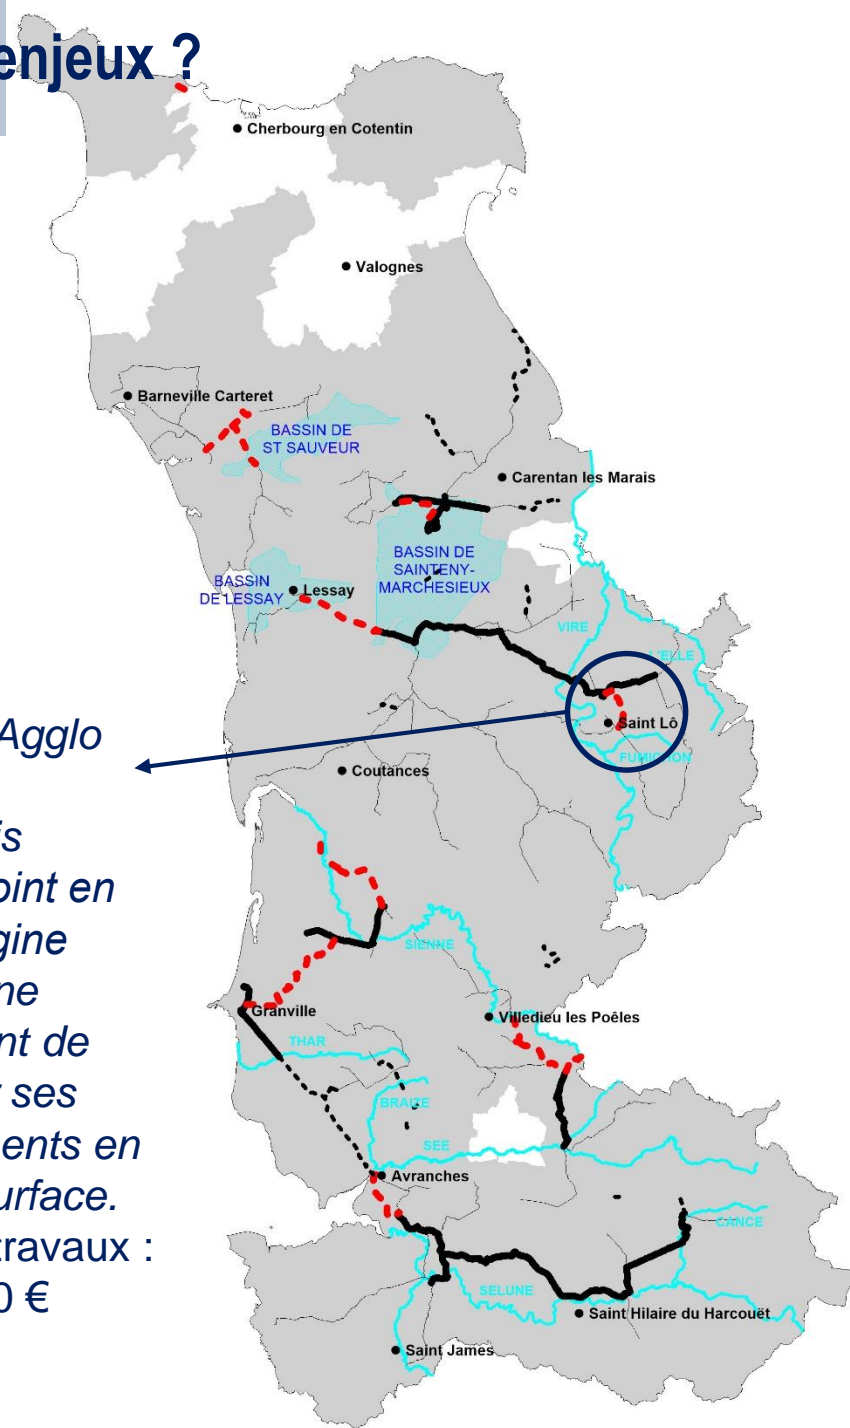 enjeux ?
Cherbourg en Cotentin
Valognes
Barneville Carteret
BASSIN DE
ST SAUVEUR
Carentan les Marais
BASSIN DE
SAINTENY-
MARCHESIEUX
BASSIN
DE LESSAY
Lessay
VIRE
L'ELLE
Saint Lô
FUMICHON
Agglo
Coutances
is
oint en
gine
ne
nt de
ses
ents en
urface.
travaux :
0 €
SIENNE
Granville
Villedieu les Poêles
THAR
BRAIZE
SEE
Avranches
CANCE
SELUNE
Saint Hilaire du Harcouët
Saint James